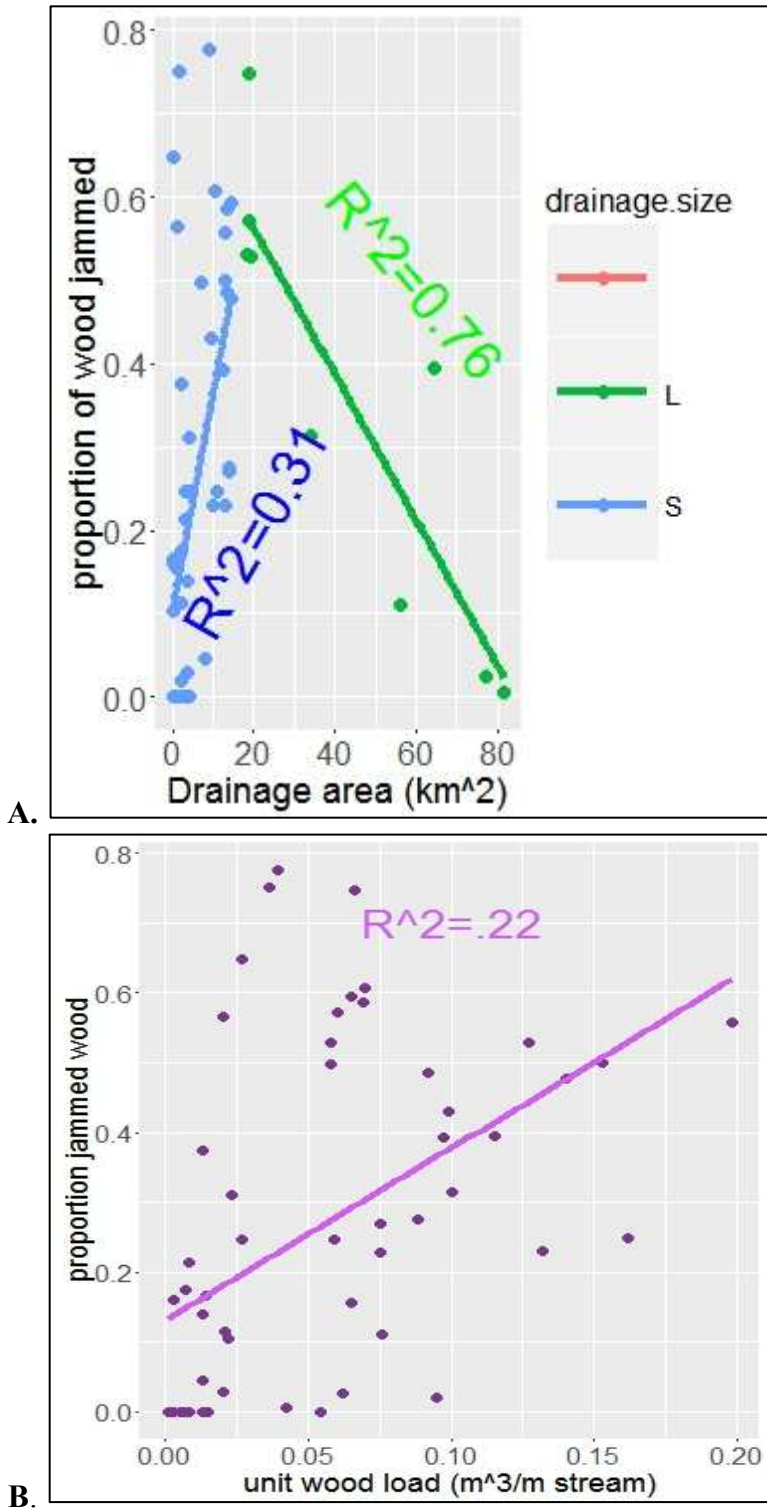 0.8
0.6
0.4
0.2
0.0
proportion of wood jammed
R^2=0.76
R^2=0.31
0 20 40 60 80
Drainage area (km^2)
drainage.size
L
S
A.
0.8
0.6
0.4
0.2
0.0
proportion jammed wood
R^2=.22
0.00 0.05 0.10 0.15 0.20
unit wood load (m^3/m stream)
B.